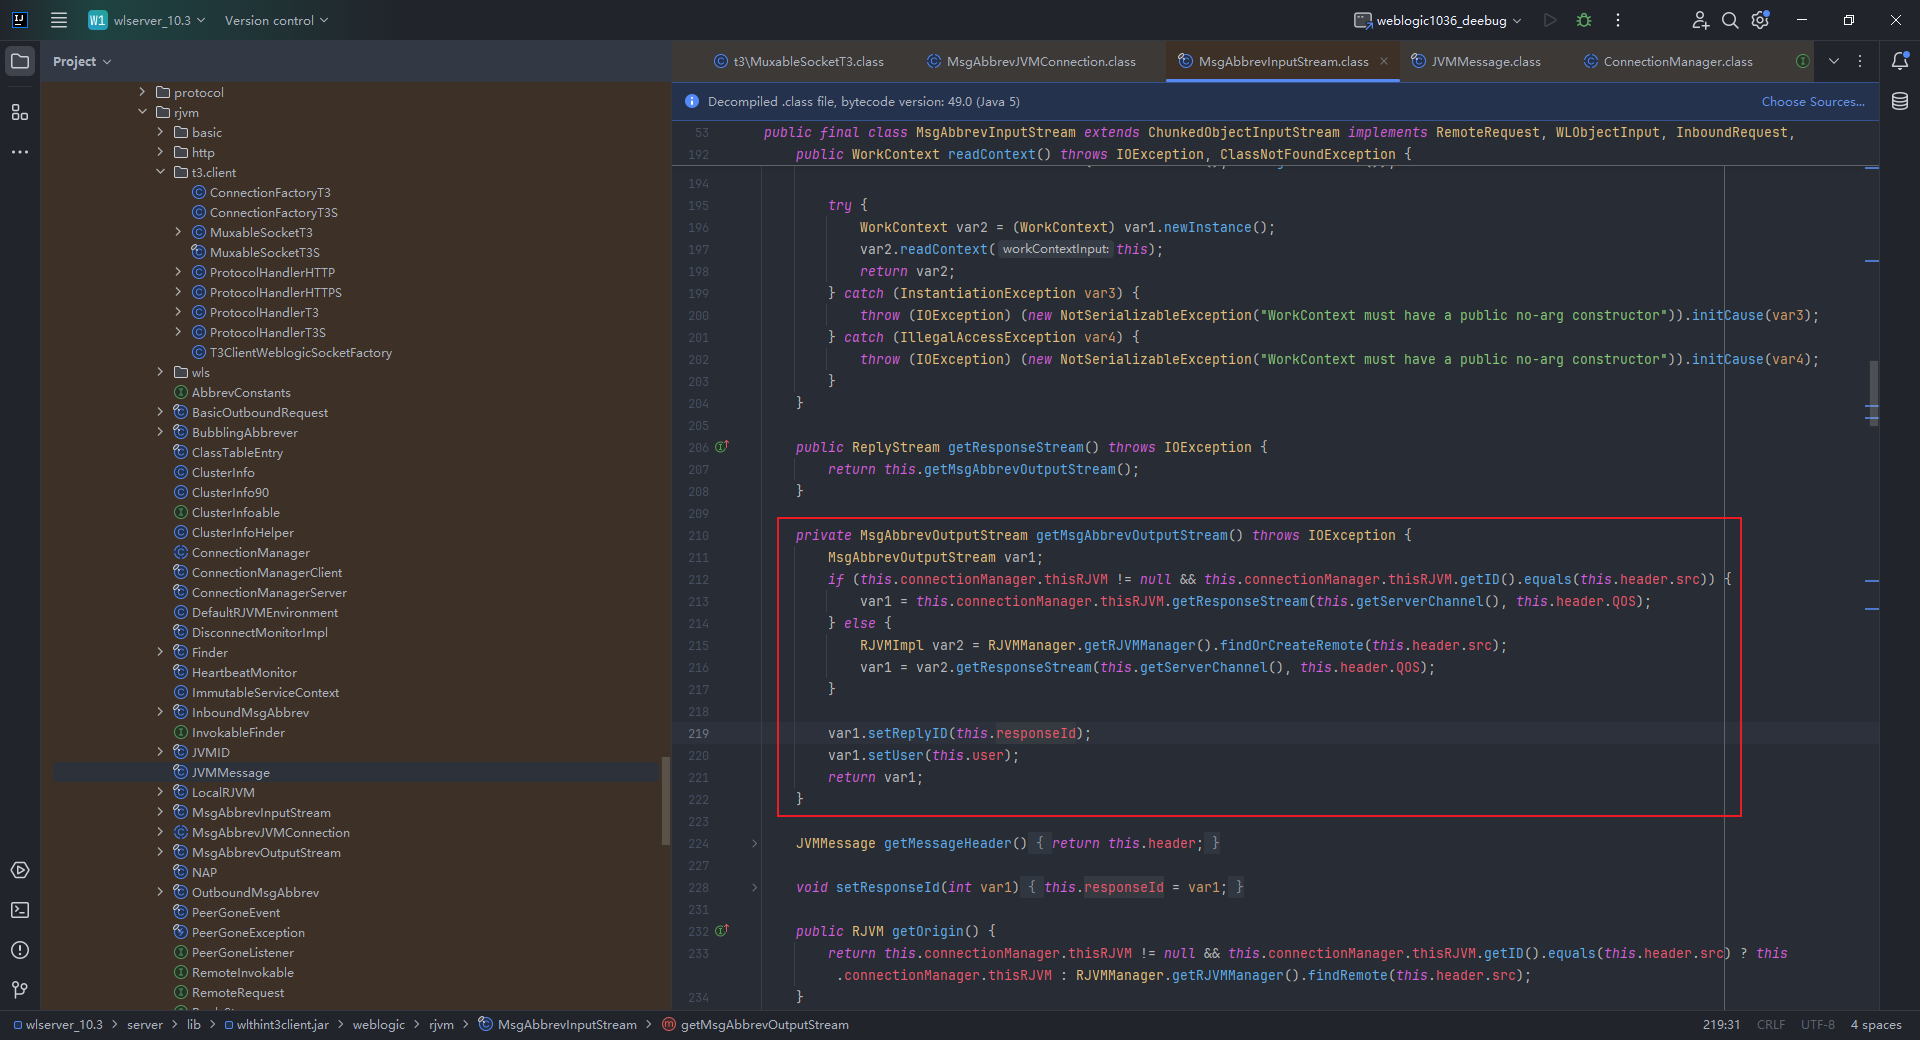 W1 wlserver_10.3 Version control weblogic1036_deebug
Project
t3\MuxableSocketT3.class MsgAbbrevJVMConnection.class MsgAbbrevInputStream.class JVMMessage.class ConnectionManager.class
Decompiled .class file, bytecode version: 49.0 (Java 5) Choose Sources...
protocol
rjvm
basic
http
t3.client
ConnectionFactoryT3
ConnectionFactoryT3S
MuxableSocketT3
MuxableSocketT3S
ProtocolHandlerHTTP
ProtocolHandlerHTTPS
ProtocolHandlerT3
ProtocolHandlerT3S
T3ClientWeblogicSocketFactory
wls
AbbrevConstants
BasicOutboundRequest
BubblingAbbrever
ClassTableEntry
ClusterInfo
ClusterInfo90
ClusterInfoable
ClusterInfoHelper
ConnectionManager
ConnectionManagerClient
ConnectionManagerServer
DefaultRJVMEnvironment
DisconnectMonitorImpl
Finder
HeartbeatMonitor
ImmutableServiceContext
InboundMsgAbbrev
InvokableFinder
JVMID
JVMMessage
LocalRJVM
MsgAbbrevInputStream
MsgAbbrevJVMConnection
MsgAbbrevOutputStream
NAP
OutboundMsgAbbrev
PeerGoneEvent
PeerGoneException
PeerGoneListener
RemoteInvokable
RemoteRequest
53 public final class MsgAbbrevInputStream extends ChunkedObjectInputStream implements RemoteRequest, WLObjectInput, InboundRequest,
192 public WorkContext readContext() throws IOException, ClassNotFoundException {
194
195 try {
196 WorkContext var2 = (WorkContext) var1.newInstance();
197 var2.readContext( workContextInput: this);
198 return var2;
199 } catch (InstantiationException var3) {
200 throw (IOException) (new NotSerializableException("WorkContext must have a public no-arg constructor")).initCause(var3);
201 } catch (IllegalAccessException var4) {
202 throw (IOException) (new NotSerializableException("WorkContext must have a public no-arg constructor")).initCause(var4);
203 }
204 }
205
206 public ReplyStream getResponseStream() throws IOException {
207 return this.getMsgAbbrevOutputStream();
208 }
209
210 private MsgAbbrevOutputStream getMsgAbbrevOutputStream() throws IOException {
211 MsgAbbrevOutputStream var1;
212 if (this.connectionManager.thisRJVM != null && this.connectionManager.thisRJVM.getID().equals(this.header.src)) {
213 var1 = this.connectionManager.thisRJVM.getResponseStream(this.getServerChannel(), this.header.QOS);
214 } else {
215 RJVMImpl var2 = RJVMManager.getRJVMManager().findOrCreateRemote(this.header.src);
216 var1 = var2.getResponseStream(this.getServerChannel(), this.header.QOS);
217 }
218
219 var1.setReplyID(this.responseId);
220 var1.setUser(this.user);
221 return var1;
222 }
223
224 JVMMessage getMessageHeader() { return this.header; }
227
228 void setResponseId(int var1) { this.responseId = var1; }
231
232 public RJVM getOrigin() {
233 return this.connectionManager.thisRJVM != null && this.connectionManager.thisRJVM.getID().equals(this.header.src) ? this
.connectionManager.thisRJVM : RJVMManager.getRJVMManager().findRemote(this.header.src);
234 }
wlserver_10.3 > server > lib > wlthint3client.jar > weblogic > rjvm > MsgAbbrevInputStream > getMsgAbbrevOutputStream 219:31 CRLF UTF-8 4 spaces